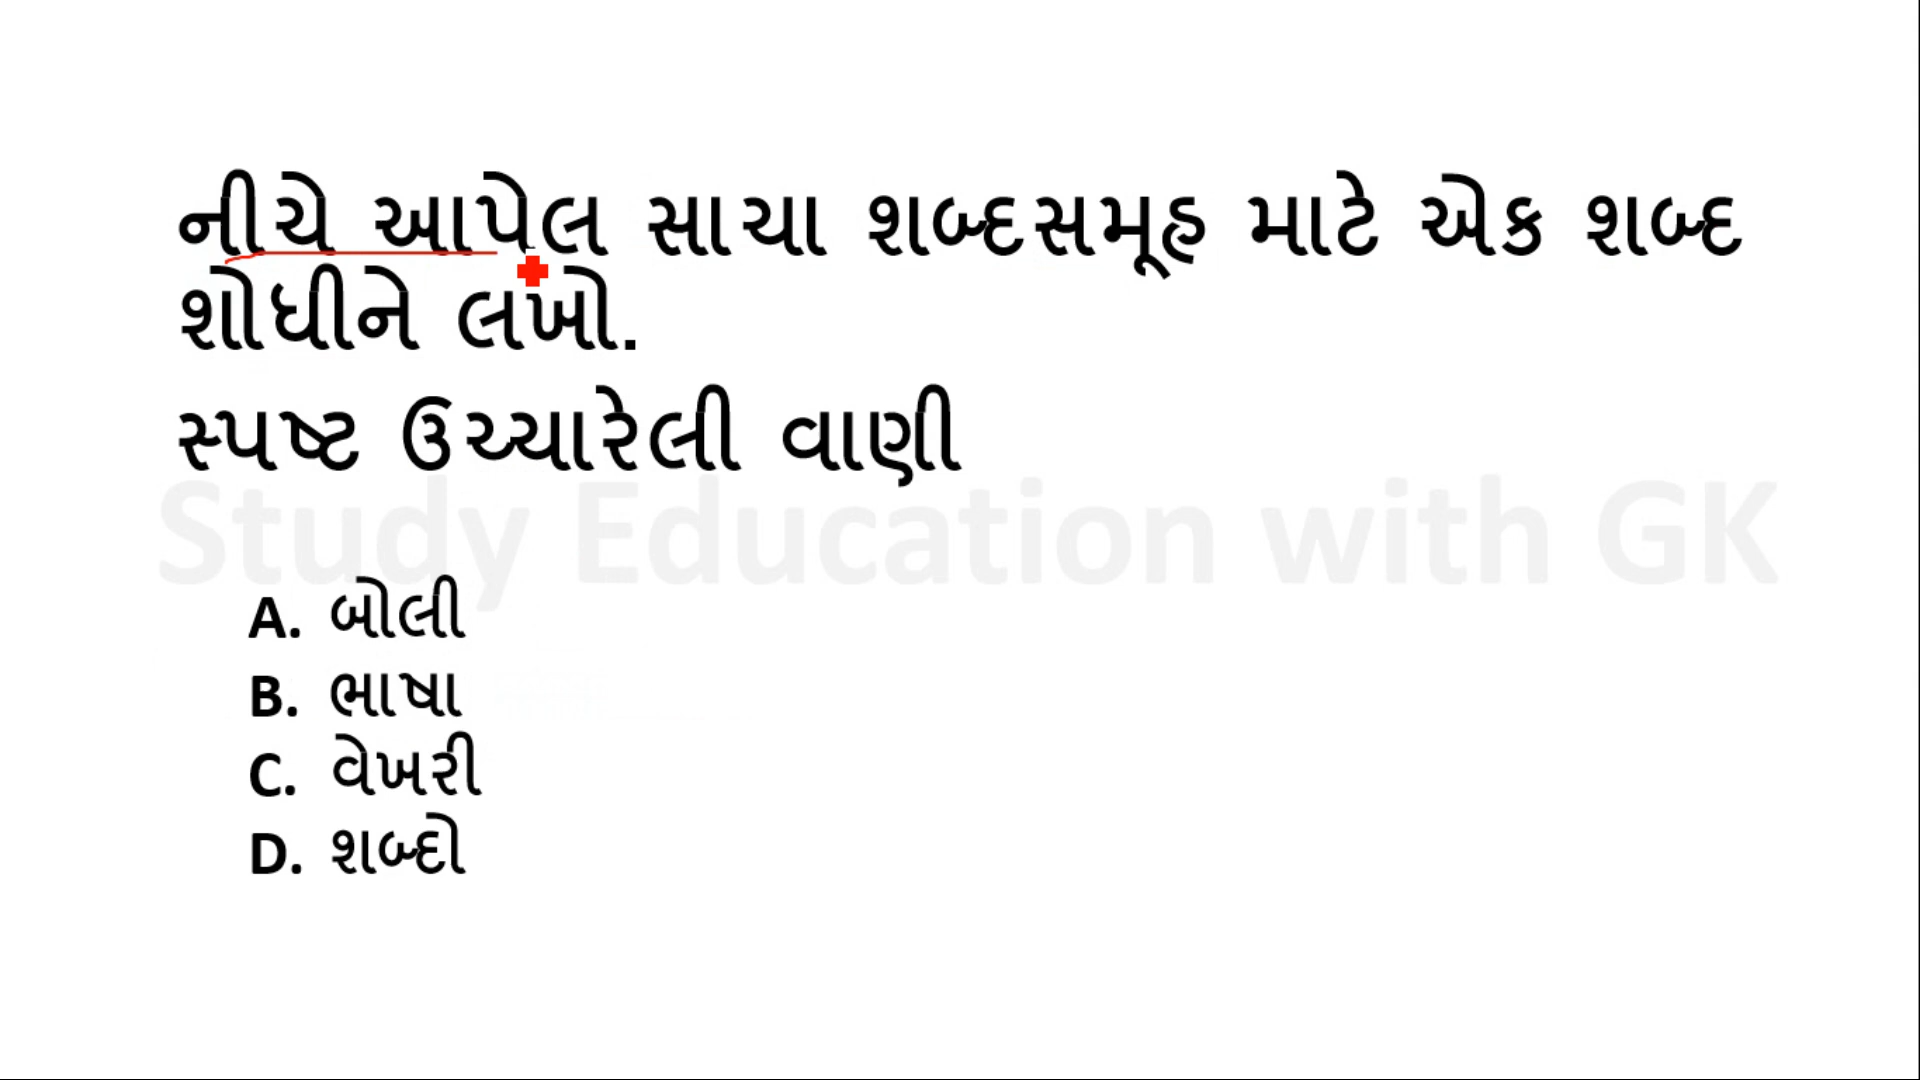 નીચે આપેલ સાચા શબ્દસમૂહ માટે એક શબ્દ
શોધીને લખો.
સ્પષ્ટ ઉચ્ચારેલી વાણી
Study Education with GK
A. બોલી
B. ભાષા
C. વેખરી
D. શબ્દો